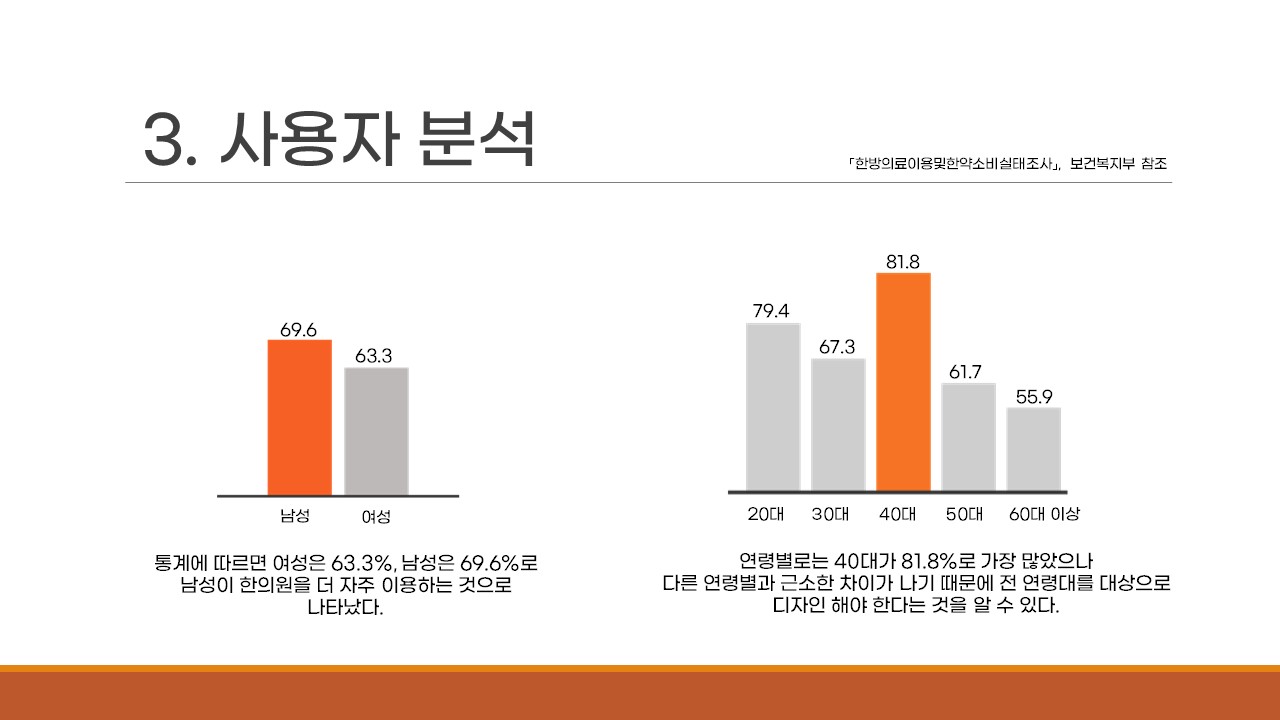 3. 사용자 분석
「한방의료이용및한약소비실태조사」, 보건복지부 참조
69.6
63.3
남성
여성
통계에 따르면 여성은 63.3%, 남성은 69.6%로
남성이 한의원을 더 자주 이용하는 것으로
나타났다.
79.4
67.3
81.8
61.7
55.9
20대
30대
40대
50대
60대 이상
연령별로는 40대가 81.8%로 가장 많았으나
다른 연령별과 근소한 차이가 나기 때문에 전 연령대를 대상으로
디자인 해야 한다는 것을 알 수 있다.